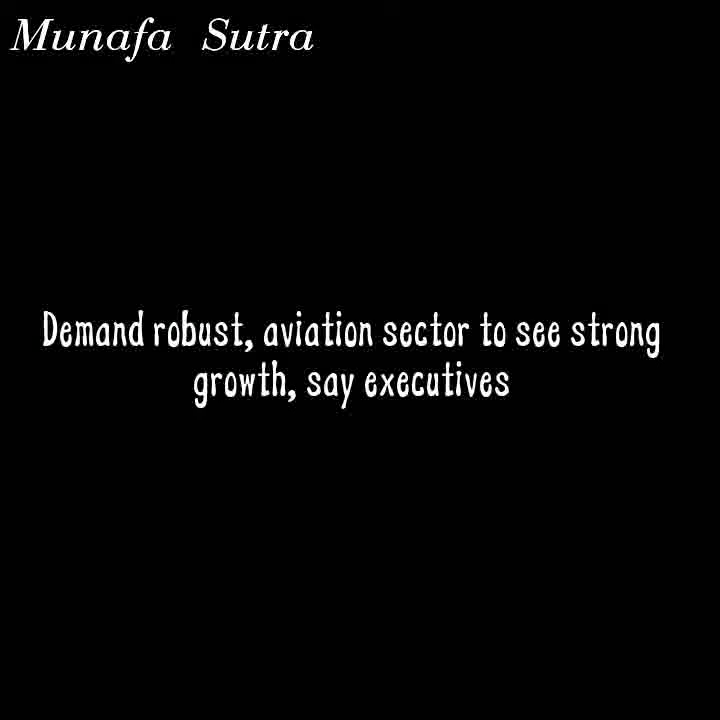 Munafa Sutra
Demand robust, aviation sector to see strong
growth, say executives